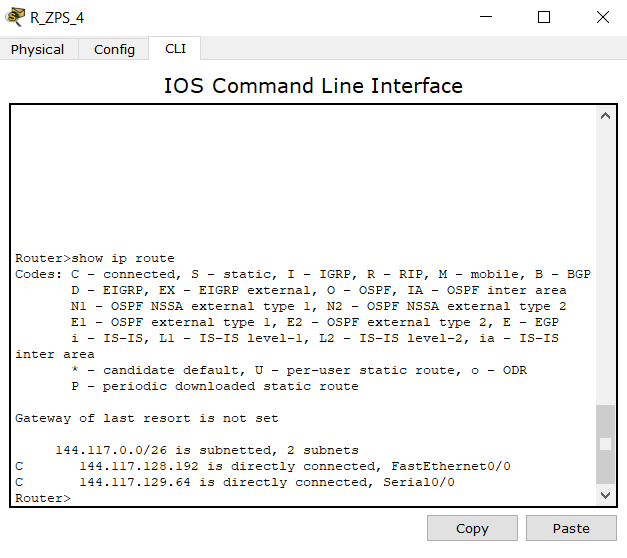 R_ZPS_4
Physical Config CLI
IOS Command Line Interface
Router>show ip route
Codes: C - connected, S - static, I - IGRP, R - RIP, M - mobile, B - BGP
D - EIGRP, EX - EIGRP external, O - OSPF, IA - OSPF inter area
N1 - OSPF NSSA external type 1, N2 - OSPF NSSA external type 2
E1 - OSPF external type 1, E2 - OSPF external type 2, E - EGP
i - IS-IS, L1 - IS-IS level-1, L2 - IS-IS level-2, ia - IS-IS
inter area
* - candidate default, U - per-user static route, o - ODR
P - periodic downloaded static route
Gateway of last resort is not set
144.117.0.0/26 is subnetted, 2 subnets
C 144.117.128.192 is directly connected, FastEthernet0/0
C 144.117.129.64 is directly connected, Serial0/0
Router>
Copy Paste